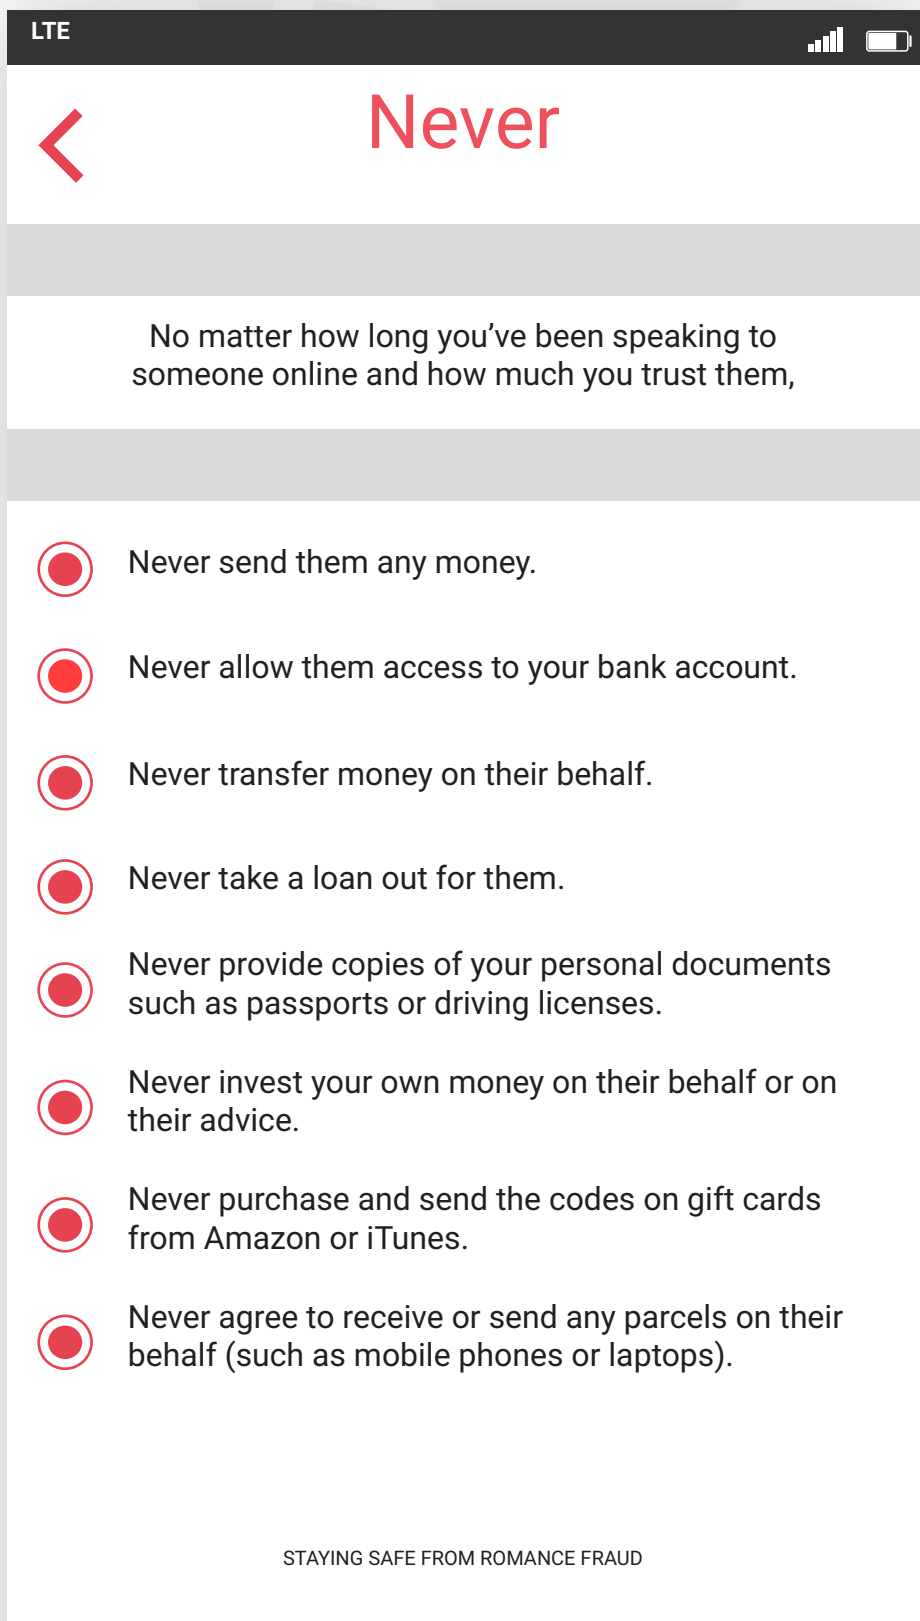 LTE
Never
No matter how long you’ve been speaking to
someone online and how much you trust them,
Never send them any money.
Never allow them access to your bank account.
Never transfer money on their behalf.
Never take a loan out for them.
Never provide copies of your personal documents
such as passports or driving licenses.
Never invest your own money on their behalf or on
their advice.
Never purchase and send the codes on gift cards
from Amazon or iTunes.
Never agree to receive or send any parcels on their
behalf (such as mobile phones or laptops).
STAYING SAFE FROM ROMANCE FRAUD